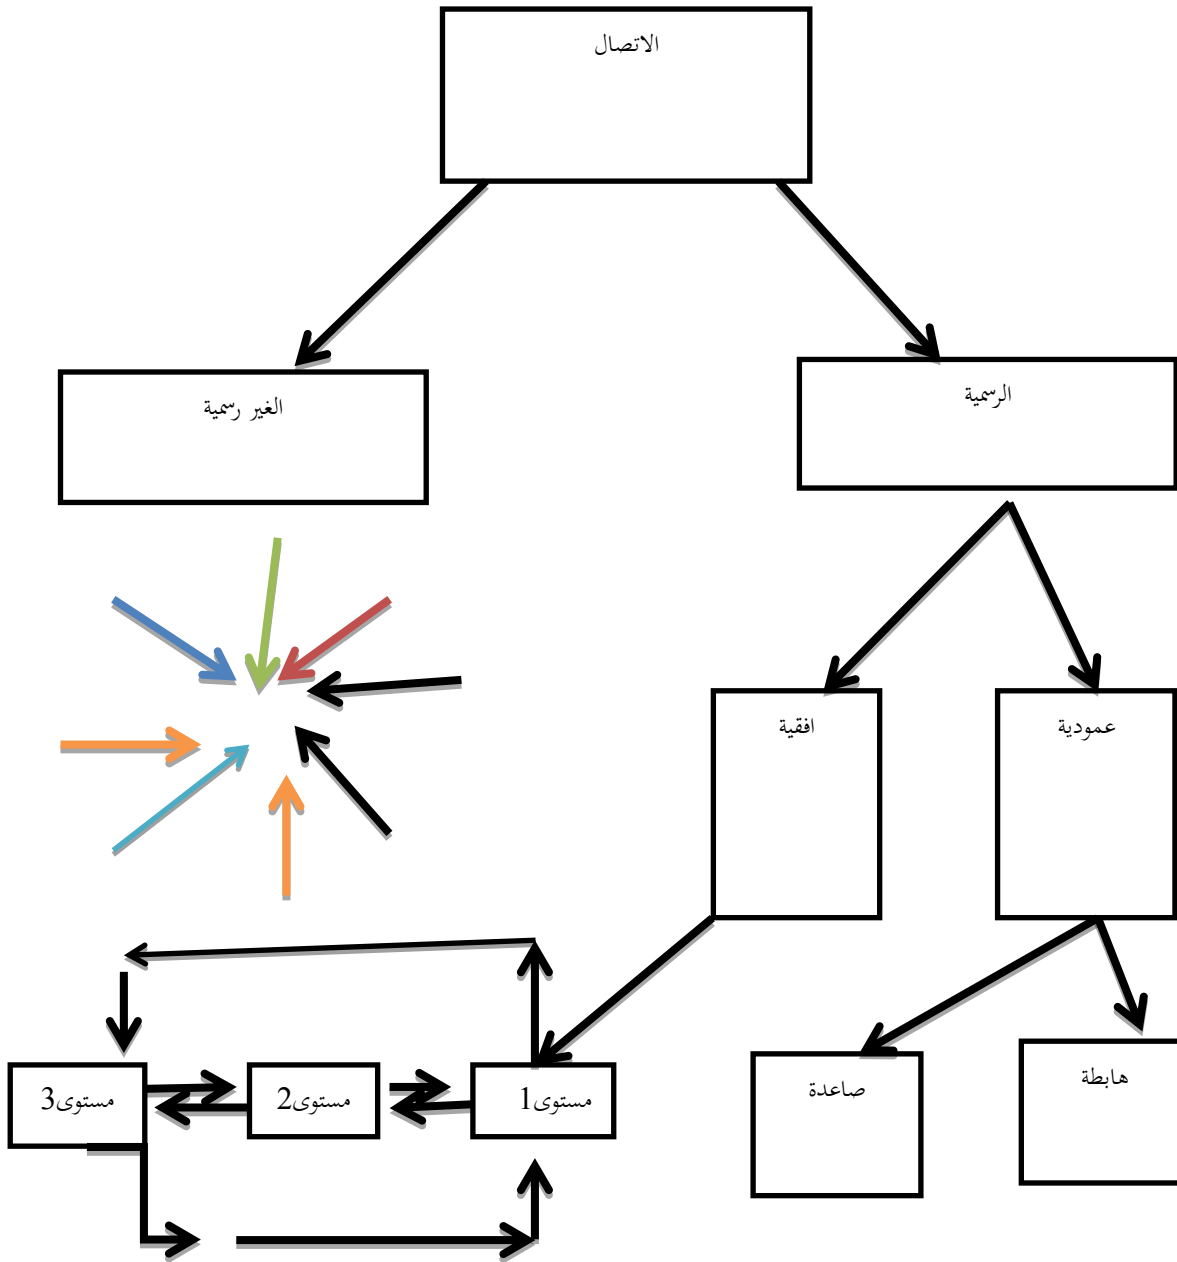 الاتصال
الرسمية
الغير رسمية
عمودية
افقية
هابطة
صاعدة
مستوى1
مستوى2
مستوى3